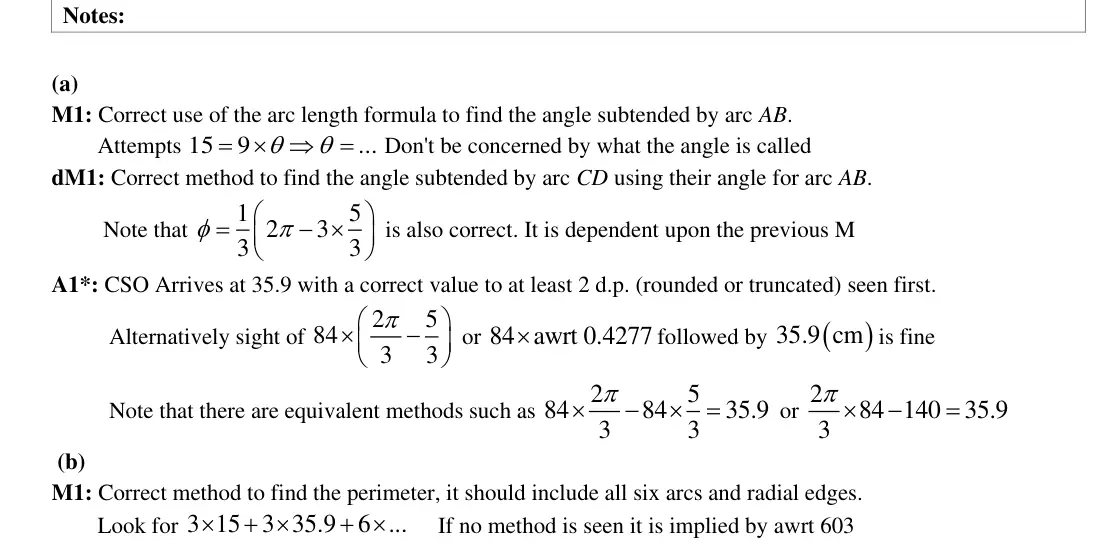 Notes:
(a)
M1: Correct use of the arc length formula to find the angle subtended by arc AB.
Attempts 15 = 9 × θ ⇒ θ = ... Don't be concerned by what the angle is called
dM1: Correct method to find the angle subtended by arc CD using their angle for arc AB.
Note that ϕ = 1/3 (2π − 3 × 5/3) is also correct. It is dependent upon the previous M
A1*: CSO Arrives at 35.9 with a correct value to at least 2 d.p. (rounded or truncated) seen first.
Alternatively sight of 84 × (2π/3 − 5/3) or 84 × awrt 0.4277 followed by 35.9 (cm) is fine
Note that there are equivalent methods such as 84 × 2π/3 − 84 × 5/3 = 35.9 or 2π/3 × 84 − 140 = 35.9
(b)
M1: Correct method to find the perimeter, it should include all six arcs and radial edges.
Look for 3×15 + 3×35.9 + 6×... If no method is seen it is implied by awrt 603